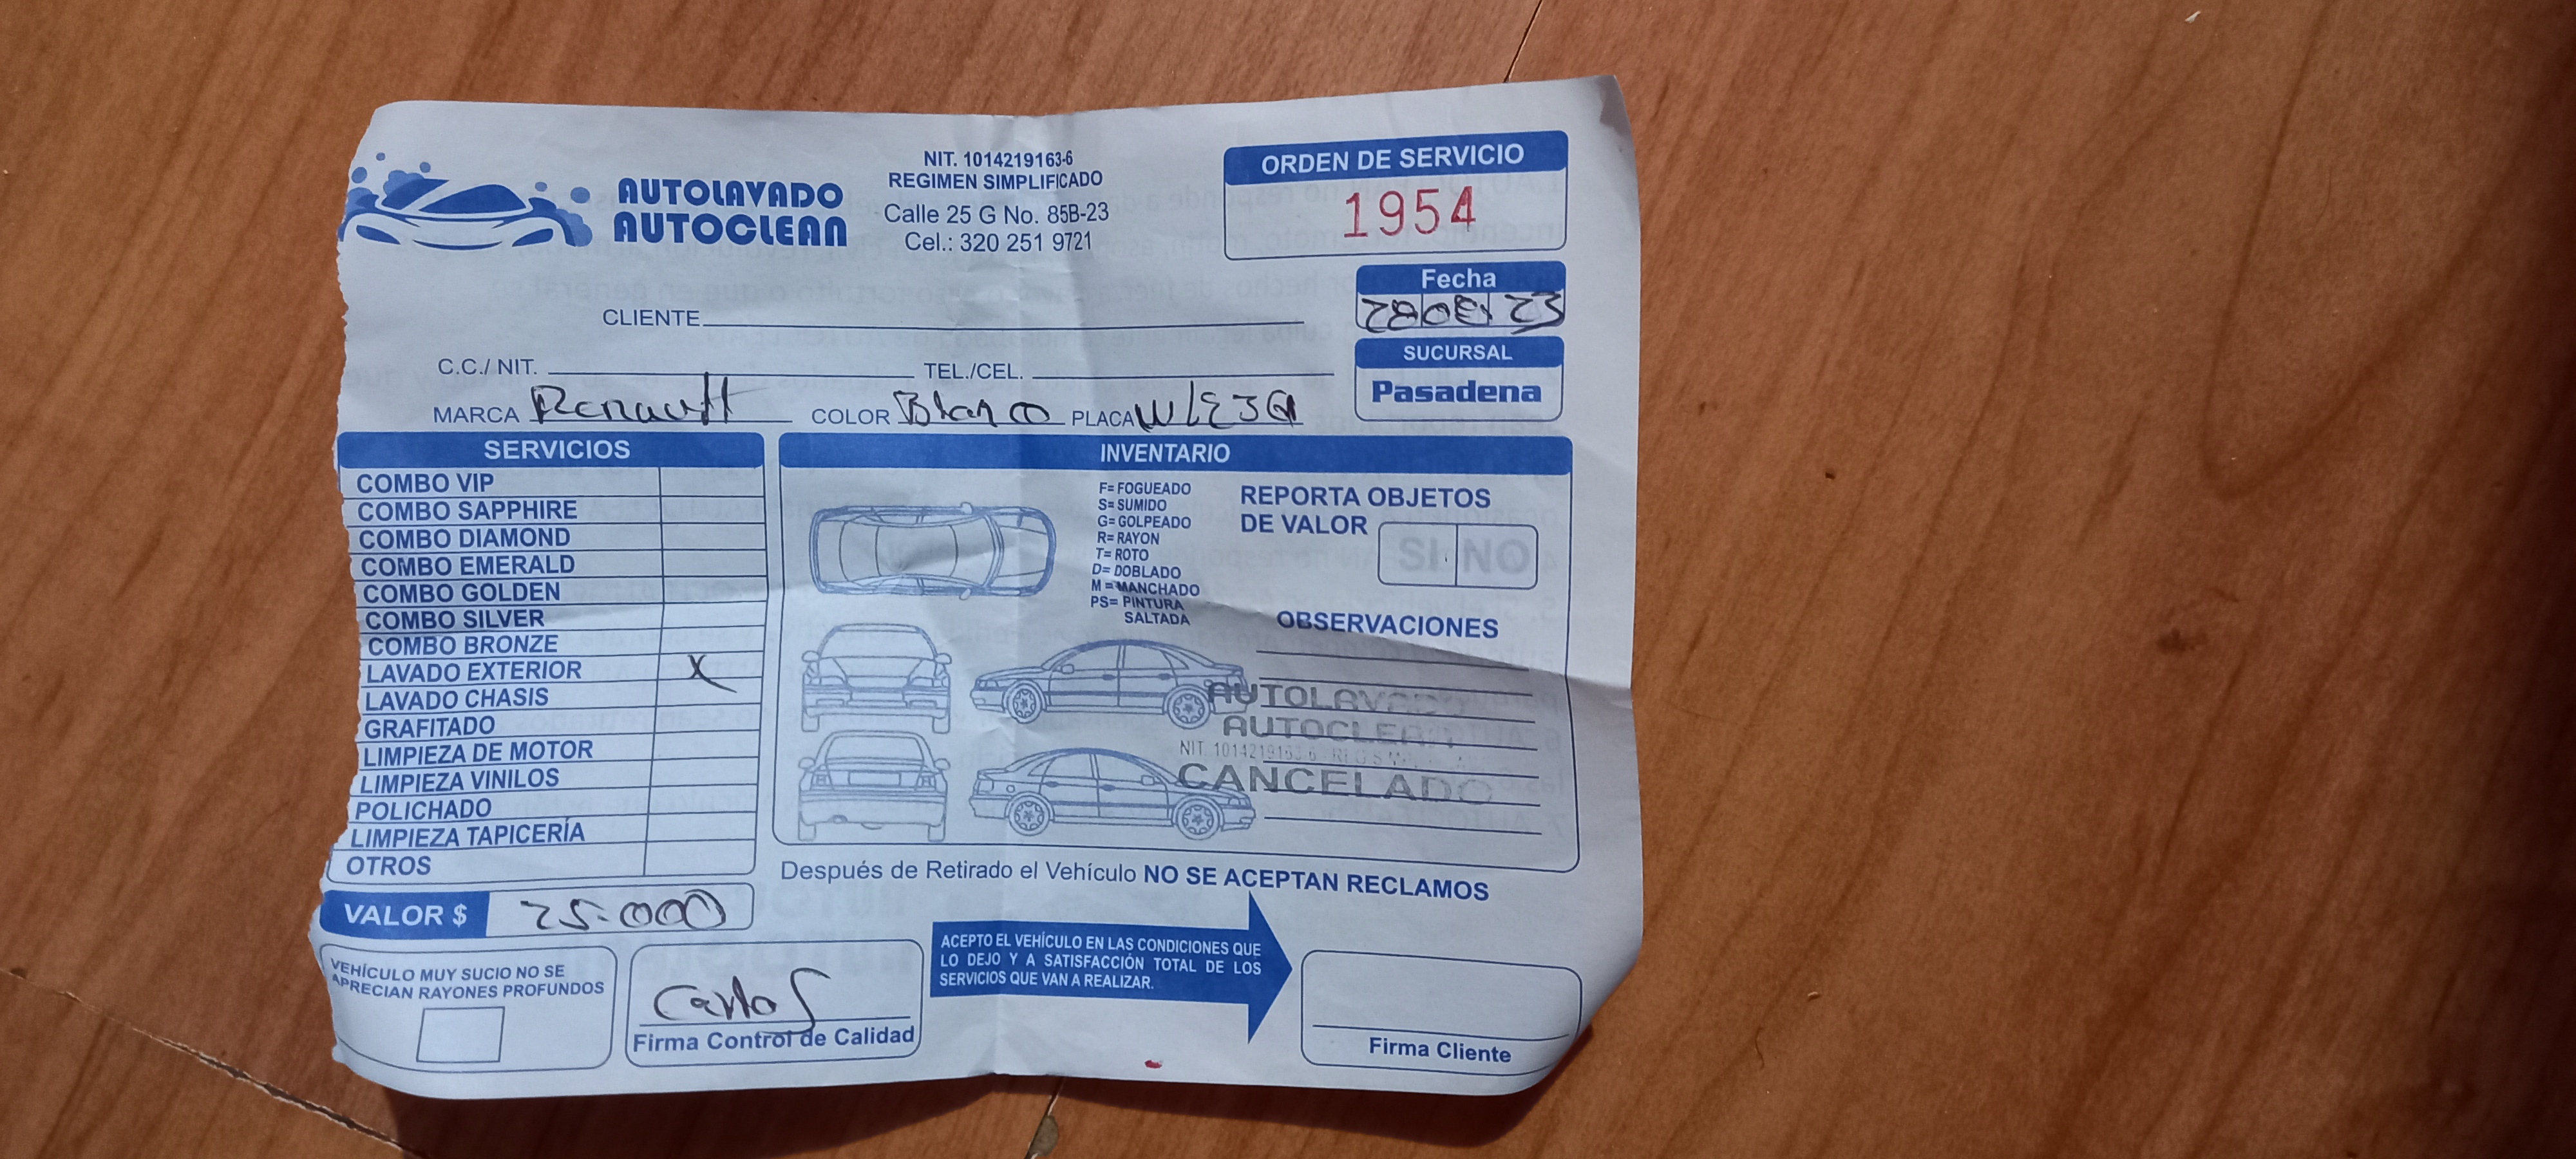 AUTOLAVADO
AUTOCLEAN
NIT. 1014219163-6
REGIMEN SIMPLIFICADO
Calle 25 G No. 85B-23
Cel.: 320 251 9721
ORDEN DE SERVICIO
1954
Fecha
28 08 23
SUCURSAL
Pasadena
CLIENTE
C.C./ NIT. TEL./CEL.
MARCA Renault COLOR Blanco PLACA
SERVICIOS
COMBO VIP
COMBO SAPPHIRE
COMBO DIAMOND
COMBO EMERALD
COMBO GOLDEN
COMBO SILVER
COMBO BRONZE
LAVADO EXTERIOR X
LAVADO CHASIS
GRAFITADO
LIMPIEZA DE MOTOR
LIMPIEZA VINILOS
POLICHADO
LIMPIEZA TAPICERÍA
OTROS
VALOR $ 25.000
INVENTARIO
F= FOGUEADO
S= SUMIDO
G= GOLPEADO
R= RAYON
T= ROTO
D= DOBLADO
M = MANCHADO
PS= PINTURA
SALTADA
REPORTA OBJETOS
DE VALOR
SI NO
OBSERVACIONES
AUTOLAVADO
AUTOCLEAN
NIT. 1014219163-6
CANCELADO
Después de Retirado el Vehículo NO SE ACEPTAN RECLAMOS
VEHÍCULO MUY SUCIO NO SE
APRECIAN RAYONES PROFUNDOS
Carlos
Firma Control de Calidad
ACEPTO EL VEHÍCULO EN LAS CONDICIONES QUE
LO DEJO Y A SATISFACCIÓN TOTAL DE LOS
SERVICIOS QUE VAN A REALIZAR.
Firma Cliente